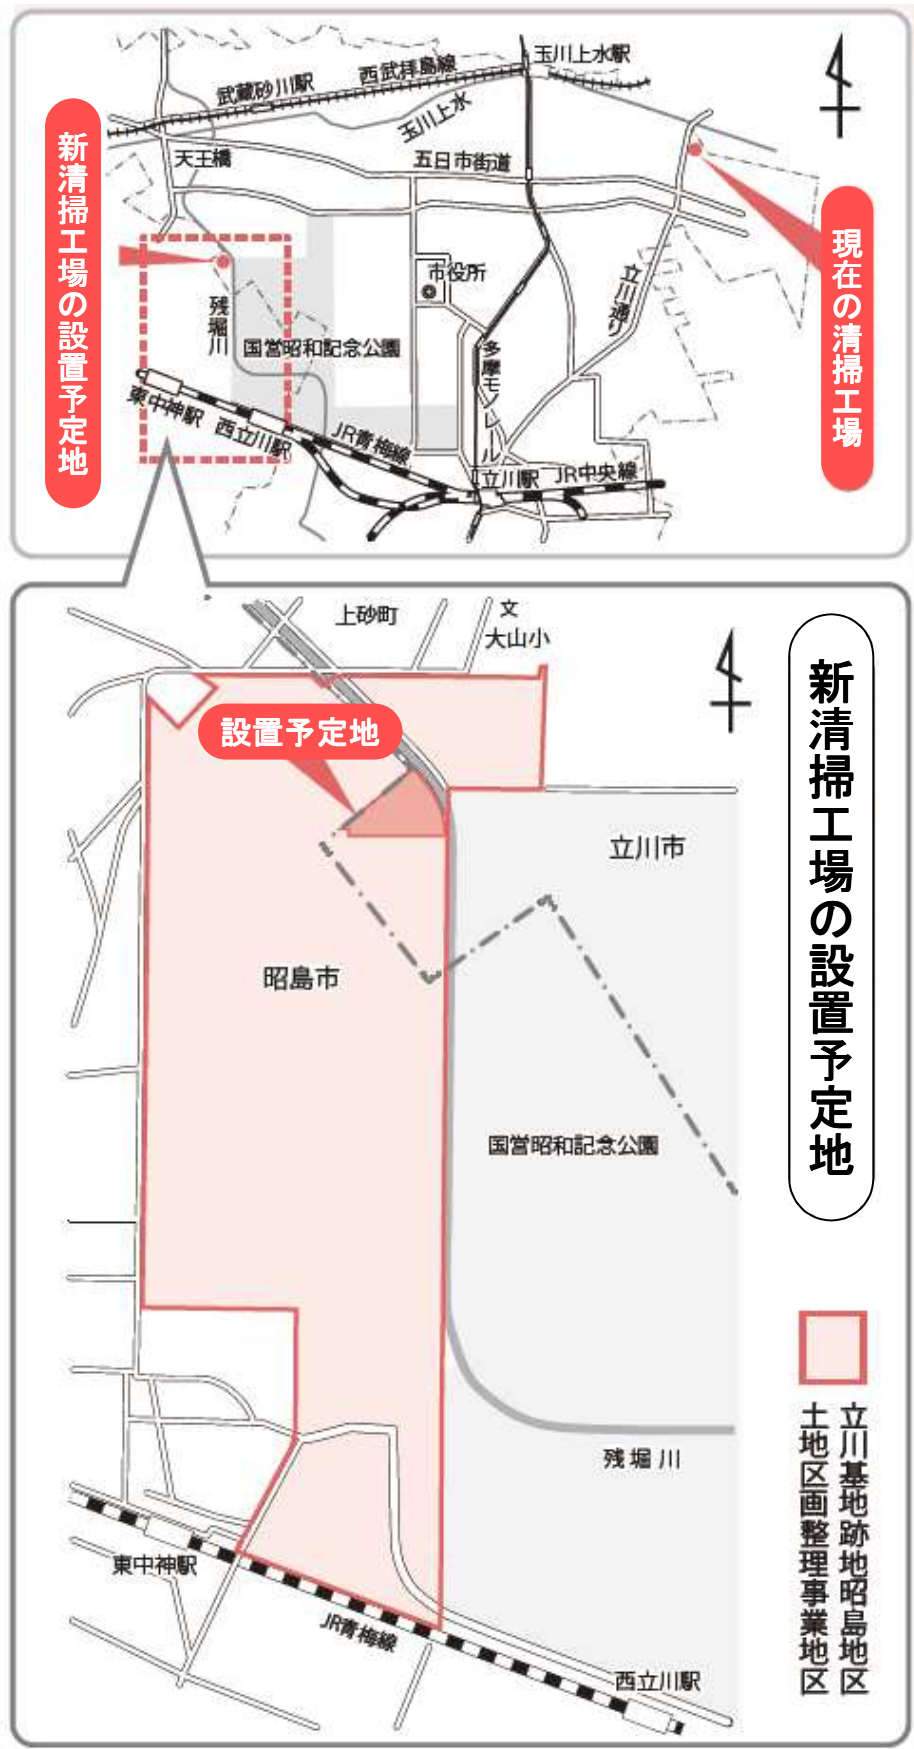 玉川上水駅
西武拝島線
武蔵砂川駅
玉川上水
天王橋
五日市街道
新清掃工場の設置予定地
現在の清掃工場
市役所
立川通り
残堀川
国営昭和記念公園
多摩モノレール
東中神駅
西立川駅
JR青梅線
立川駅
JR中央線
新清掃工場の設置予定地
上砂町
文
大山小
設置予定地
立川市
昭島市
国営昭和記念公園
残堀川
東中神駅
JR青梅線
西立川駅
立川基地跡地昭島地区
土地区画整理事業地区